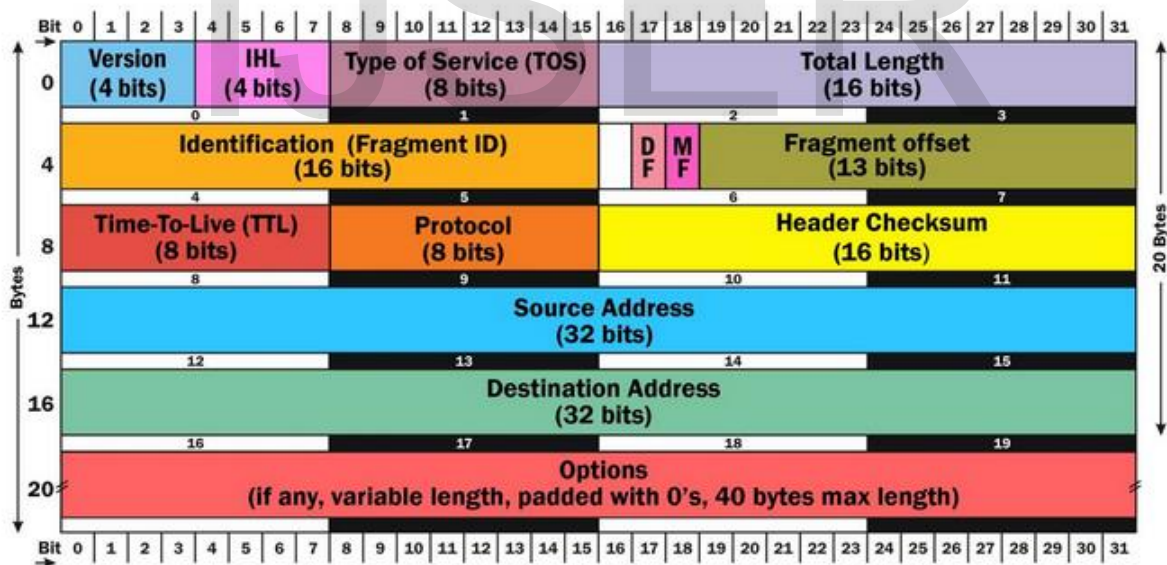 IJSER
Bit 0 1 2 3 4 5 6 7 8 9 10 11 12 13 14 15 16 17 18 19 20 21 22 23 24 25 26 27 28 29 30 31
Version IHL Type of Service (TOS) Total Length
0 (4 bits) (4 bits) (8 bits) (16 bits)
0 1 2 3
Identification (Fragment ID) D M Fragment offset
4 (16 bits) F F (13 bits)
4 5 6 7
Time-To-Live (TTL) Protocol Header Checksum
8 (8 bits) (8 bits) (16 bits)
8 9 10 11
Source Address
12 (32 bits)
12 13 14 15
Destination Address
16 (32 bits)
16 17 18 19
Options
20 (if any, variable length, padded with 0's, 40 bytes max length)
Bit 0 1 2 3 4 5 6 7 8 9 10 11 12 13 14 15 16 17 18 19 20 21 22 23 24 25 26 27 28 29 30 31
Bytes
20 Bytes